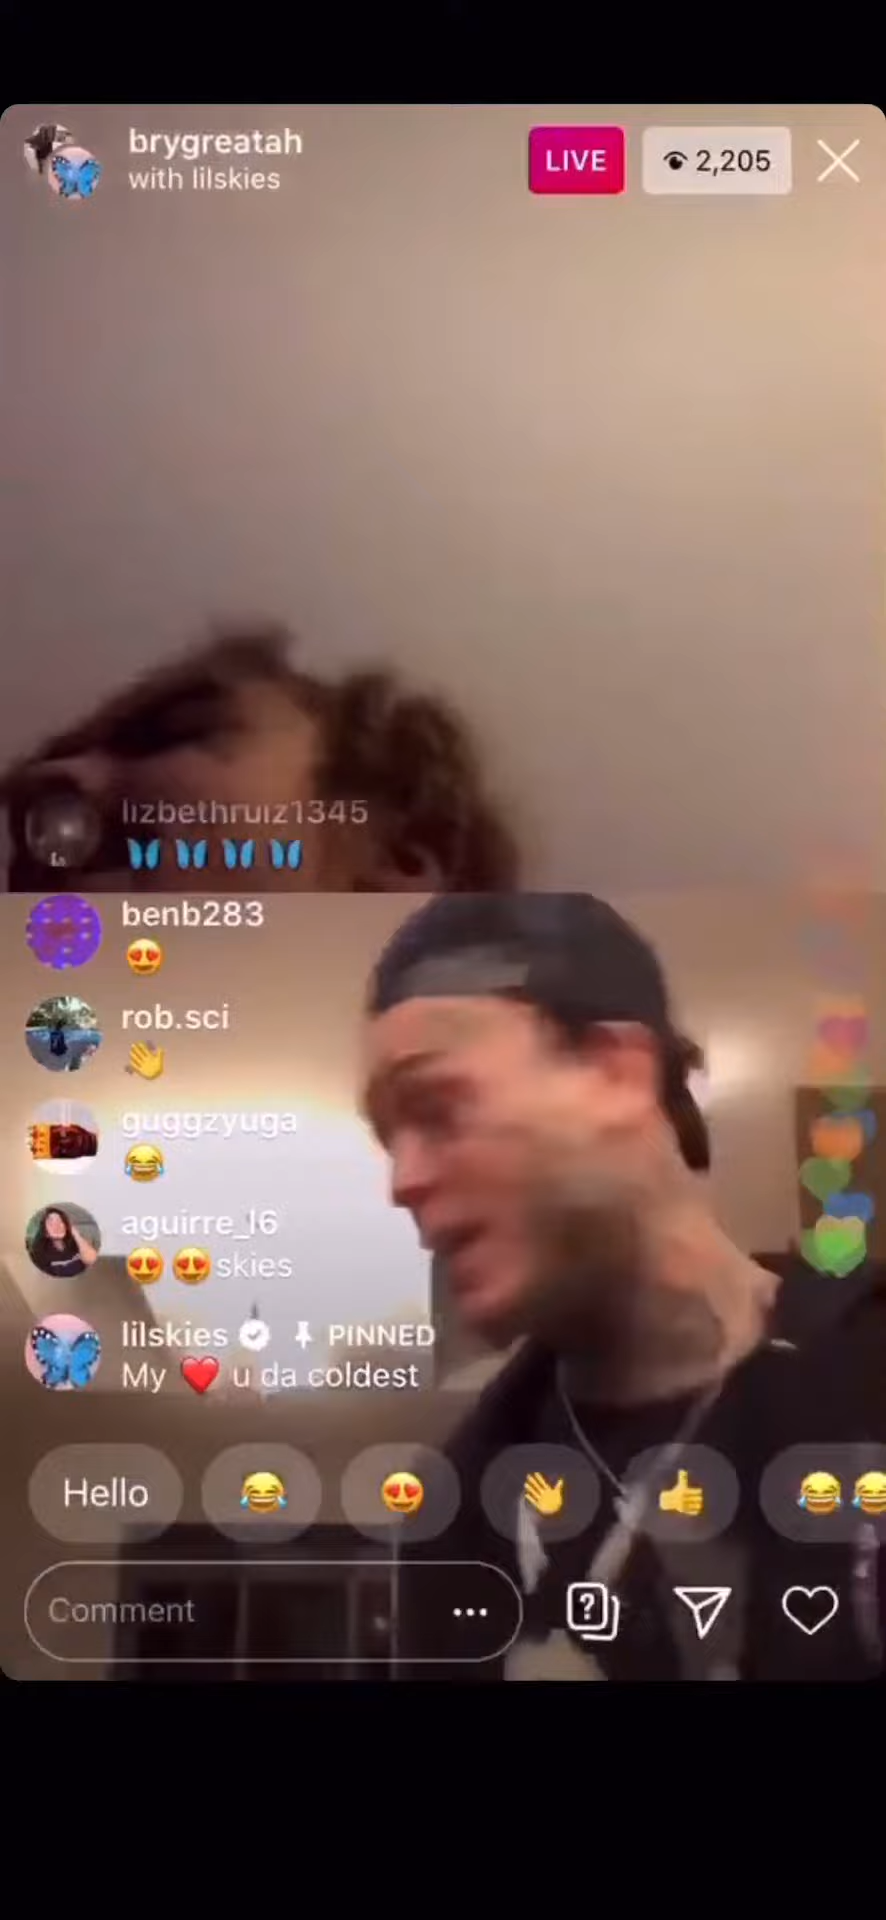 brygreatah
with lilskies
LIVE
2,205
lizbethruiz1345
benb283
rob.sci
guggzyuga
aguirre_16
skies
lilskies PINNED
My ❤️ u da coldest
Hello
Comment